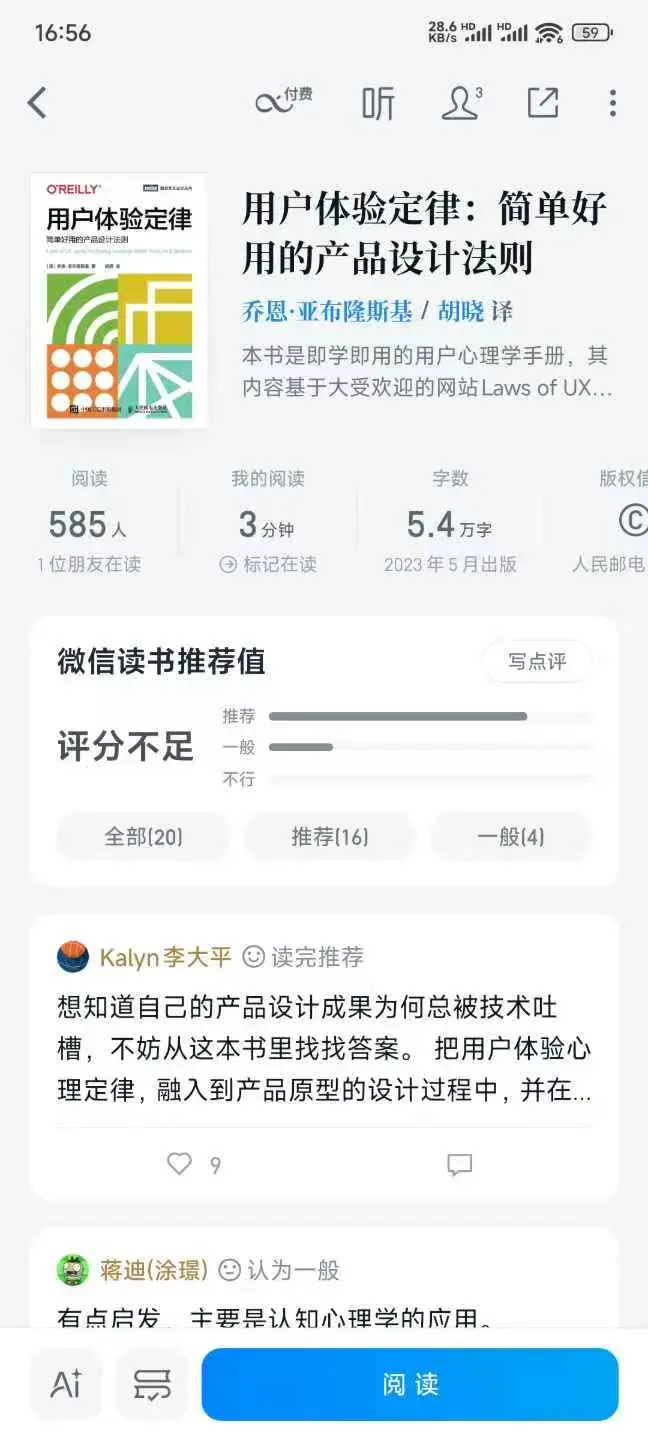 16:56
28.6 KB/s HD HD 6 59
付费 听 3
O'REILLY
用户体验定律
简单好用的产品设计法则
用户体验定律：简单好
用的产品设计法则
乔恩·亚布隆斯基 / 胡晓 译
本书是即学即用的用户心理学手册，其
内容基于大受欢迎的网站Laws of UX...
阅读 我的阅读 字数 版权信
585人 3分钟 5.4万字 ©
1位朋友在读 标记在读 2023年5月出版 人民邮电
微信读书推荐值 写点评
推荐
评分不足
一般
不行
全部(20) 推荐(16) 一般(4)
Kalyn李大平 读完推荐
想知道自己的产品设计成果为何总被技术吐
槽，不妨从这本书里找找答案。 把用户体验心
理定律，融入到产品原型的设计过程中，并在...
9
蒋迪(涂璟) 认为一般
有点启发，主要是认知心理学的应用。
Ai 阅读